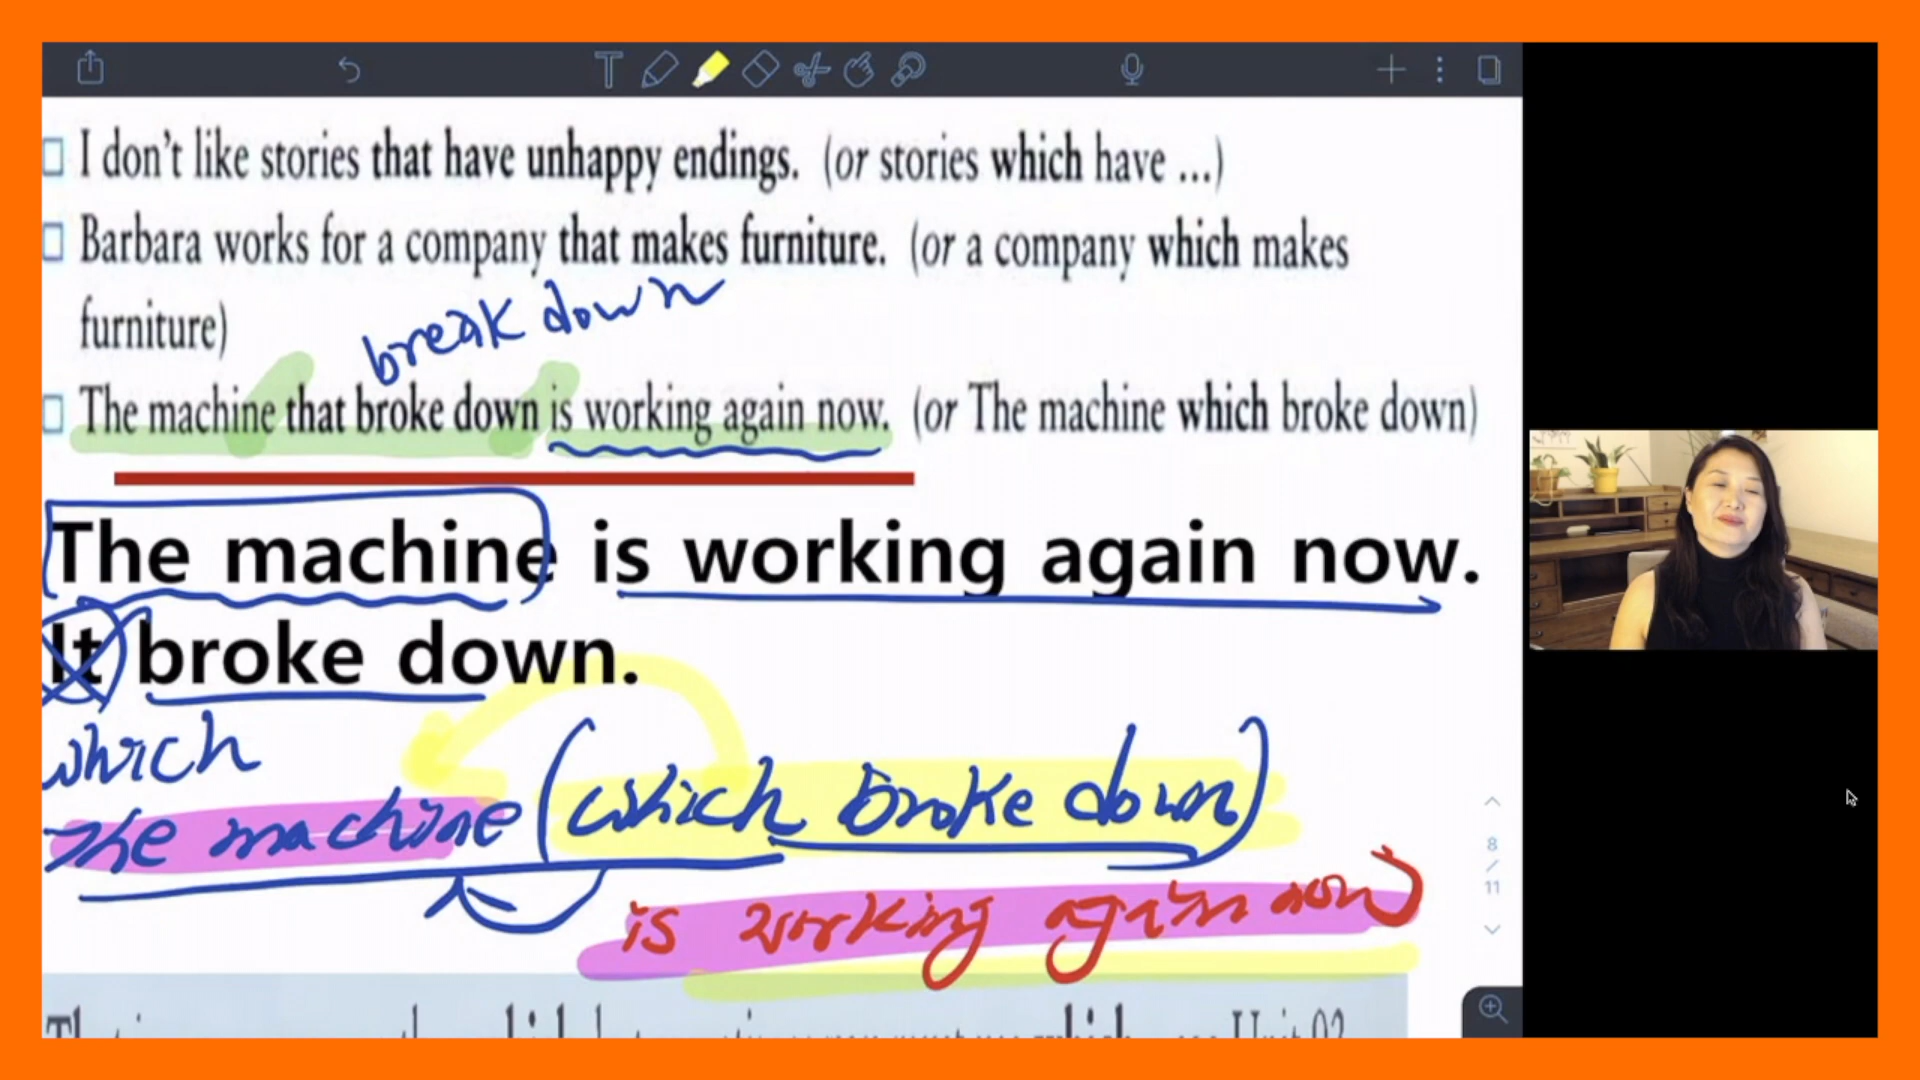 I don't like stories that have unhappy endings. (or stories which have ...)
Barbara works for a company that makes furniture. (or a company which makes
furniture)
break down
The machine that broke down is working again now. (or The machine which broke down)
The machine is working again now.
It broke down.
which
The machine (which broke down)
is working again now
8
/
11